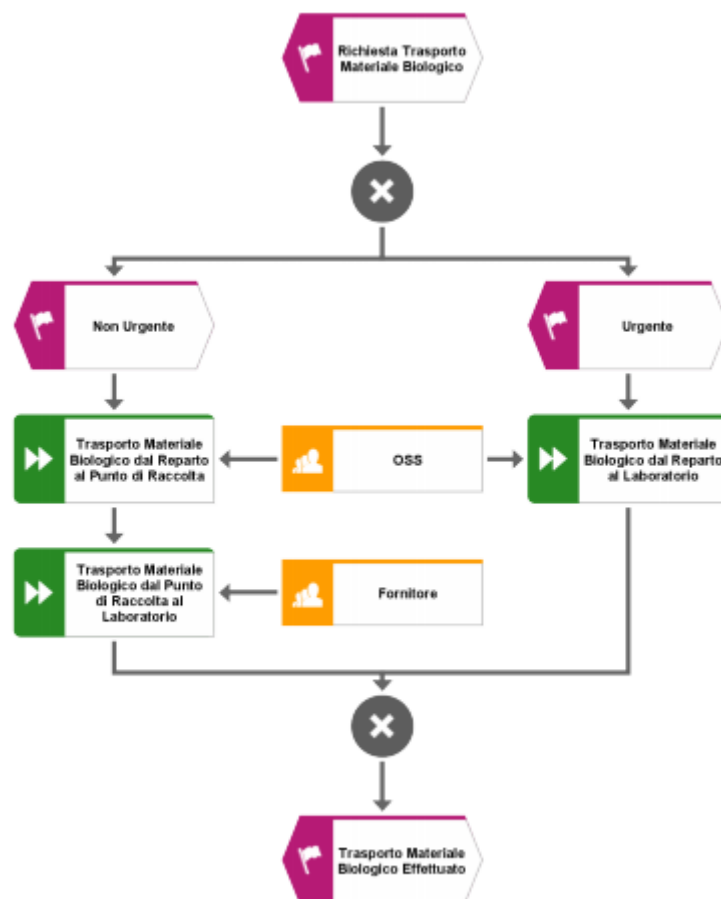 Richiesta Trasporto
Materiale Biologico
Non Urgente
Urgente
Trasporto Materiale
Biologico dal Reparto
al Punto di Raccolta
OSS
Trasporto Materiale
Biologico dal Reparto
al Laboratorio
Trasporto Materiale
Biologico dal Punto
di Raccolta al
Laboratorio
Fornitore
Trasporto Materiale
Biologico Effettuato